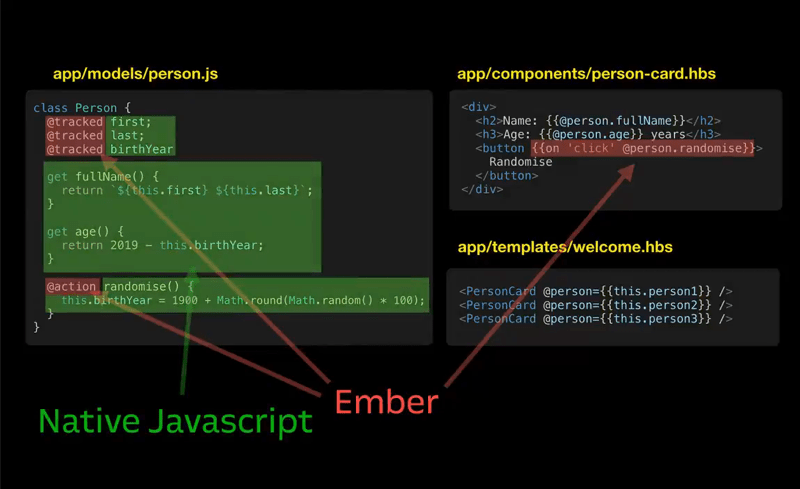 app/models/person.js
class Person {
@tracked first;
@tracked last;
@tracked birthYear
get fullName() {
return `${this.first} ${this.last}`;
}
get age() {
return 2019 - this.birthYear;
}
@action randomise() {
this.birthYear = 1900 + Math.round(Math.random() * 100);
}
}
app/components/person-card.hbs
<div>
<h2>Name: {{@person.fullName}}</h2>
<h3>Age: {{@person.age}} years</h3>
<button {{on 'click' @person.randomise}}>
Randomise
</button>
</div>
app/templates/welcome.hbs
<PersonCard @person={{this.person1}} />
<PersonCard @person={{this.person2}} />
<PersonCard @person={{this.person3}} />
Native Javascript
Ember